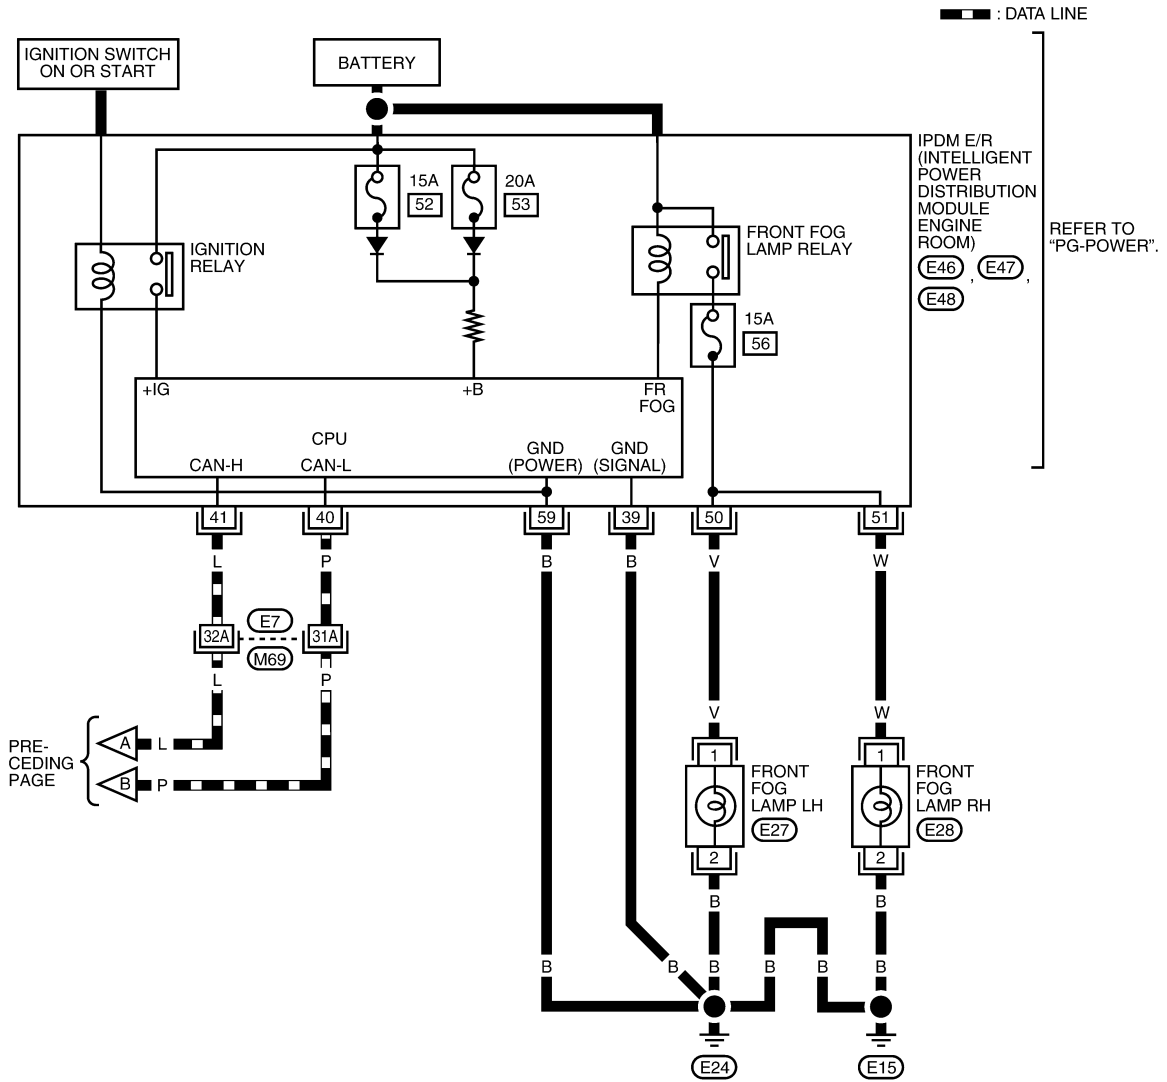 : DATA LINE
IGNITION SWITCH
ON OR START
BATTERY
IPDM E/R
(INTELLIGENT
POWER
DISTRIBUTION
MODULE
ENGINE
ROOM)
E46 , E47 ,
E48
REFER TO
"PG-POWER".
15A
52
20A
53
IGNITION
RELAY
FRONT FOG
LAMP RELAY
15A
56
+IG
+B
FR
FOG
CPU
CAN-H
CAN-L
GND
(POWER)
GND
(SIGNAL)
41
40
59
39
50
51
L
P
B
B
V
W
32A
E7
M69
31A
L
P
PRE-
CEDING
PAGE
A
L
B
P
V
W
1
1
FRONT
FOG
LAMP LH
E27
FRONT
FOG
LAMP RH
E28
2
2
B
B
B
B
B
B
B
B
E24
E15